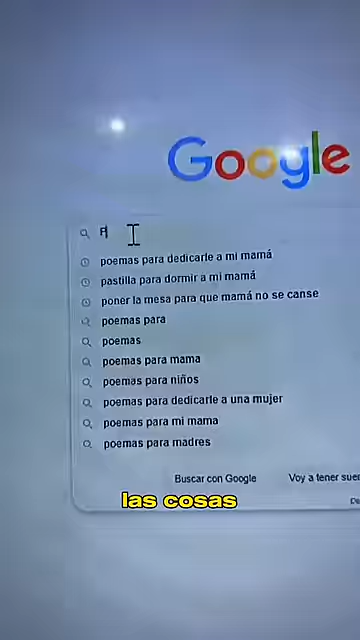 Google
P
poemas para dedicarle a mi mamá
pastilla para dormir a mi mamá
poner la mesa para que mamá no se canse
poemas para
poemas
poemas para mama
poemas para niños
poemas para dedicarle a una mujer
poemas para mi mama
poemas para madres
Buscar con Google Voy a tener suer
las cosas